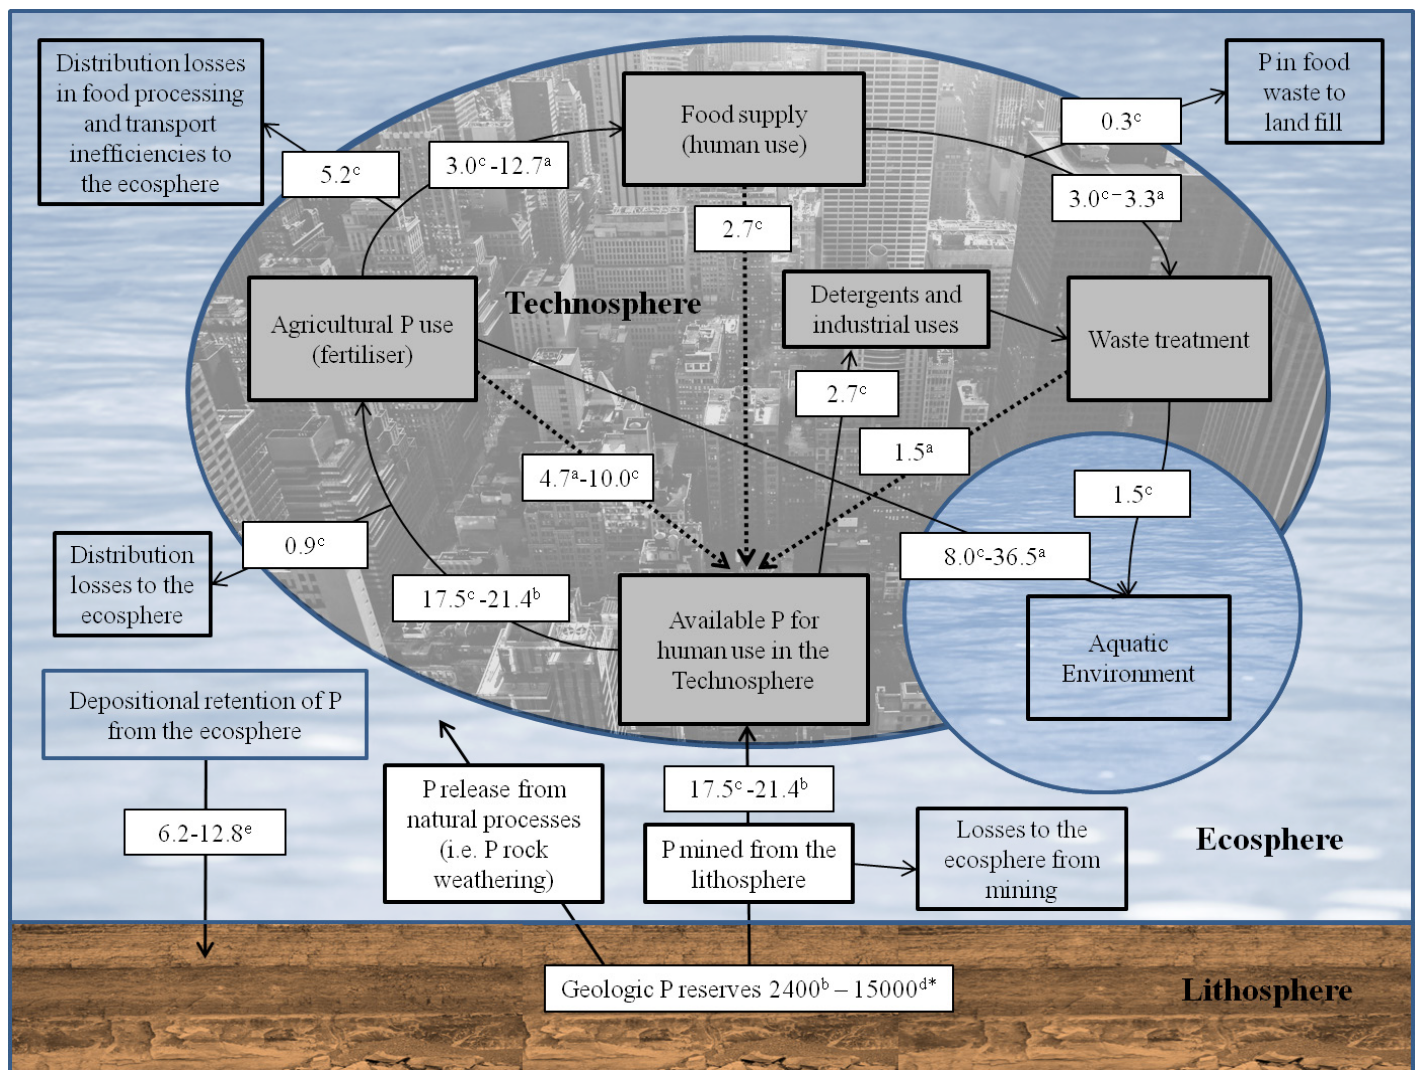 Distribution losses
in food processing
and transport
inefficiencies to
the ecosphere
5.2ᶜ
3.0ᶜ-12.7ᵃ
Food supply
(human use)
0.3ᶜ
P in food
waste to
land fill
3.0ᶜ–3.3ᵃ
2.7ᶜ
Technosphere
Agricultural P use
(fertiliser)
Detergents and
industrial uses
Waste treatment
2.7ᶜ
1.5ᵃ
4.7ᵃ-10.0ᶜ
1.5ᶜ
0.9ᶜ
8.0ᶜ-36.5ᵃ
Distribution
losses to the
ecosphere
17.5ᶜ-21.4ᵇ
Available P for
human use in the
Technosphere
Aquatic
Environment
Depositional retention of P
from the ecosphere
6.2-12.8ᵉ
P release from
natural processes
(i.e. P rock
weathering)
17.5ᶜ-21.4ᵇ
P mined from the
lithosphere
Losses to the
ecosphere from
mining
Ecosphere
Geologic P reserves 2400ᵇ – 15000ᵈ*
Lithosphere